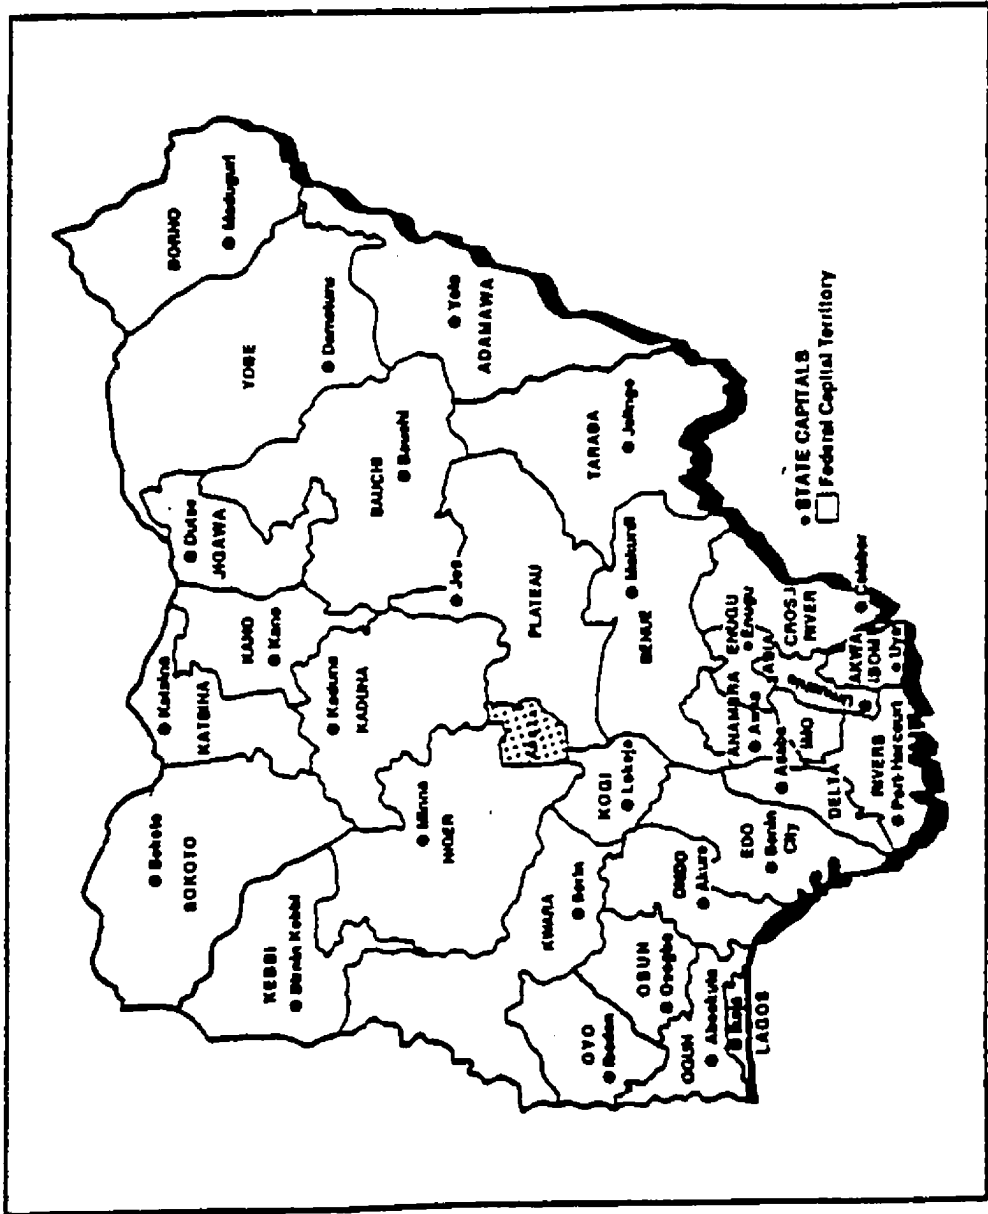 BORNO
Maduguri
YOBE
Damaturu
Yola
ADAMAWA
BAUCHI
Bauchi
TARABA
Jalingo
Dutse
JIGAWA
KANO
Kano
Katsina
KATSINA
Kaduna
KADUNA
Jos
PLATEAU
Makurdi
BENUE
Sokoto
SOKOTO
KEBBI
Birnin Kebbi
Minna
NIGER
KWARA
Ilorin
KOGI
Lokoja
OYO
Ibadan
OSUN
Osogbo
ONDO
Akure
EDO
Benin
City
OGUN
Abeokuta
Ikeja
LAGOS
ENUGU
Enugu
ANAMBRA
Awka
ABIA
IMO
Asaba
DELTA
RIVERS
Port-Harcourt
CROSS
RIVER
Calabar
AKWA
IBOM
Uyo
STATE CAPITALS
Federal Capital Territory